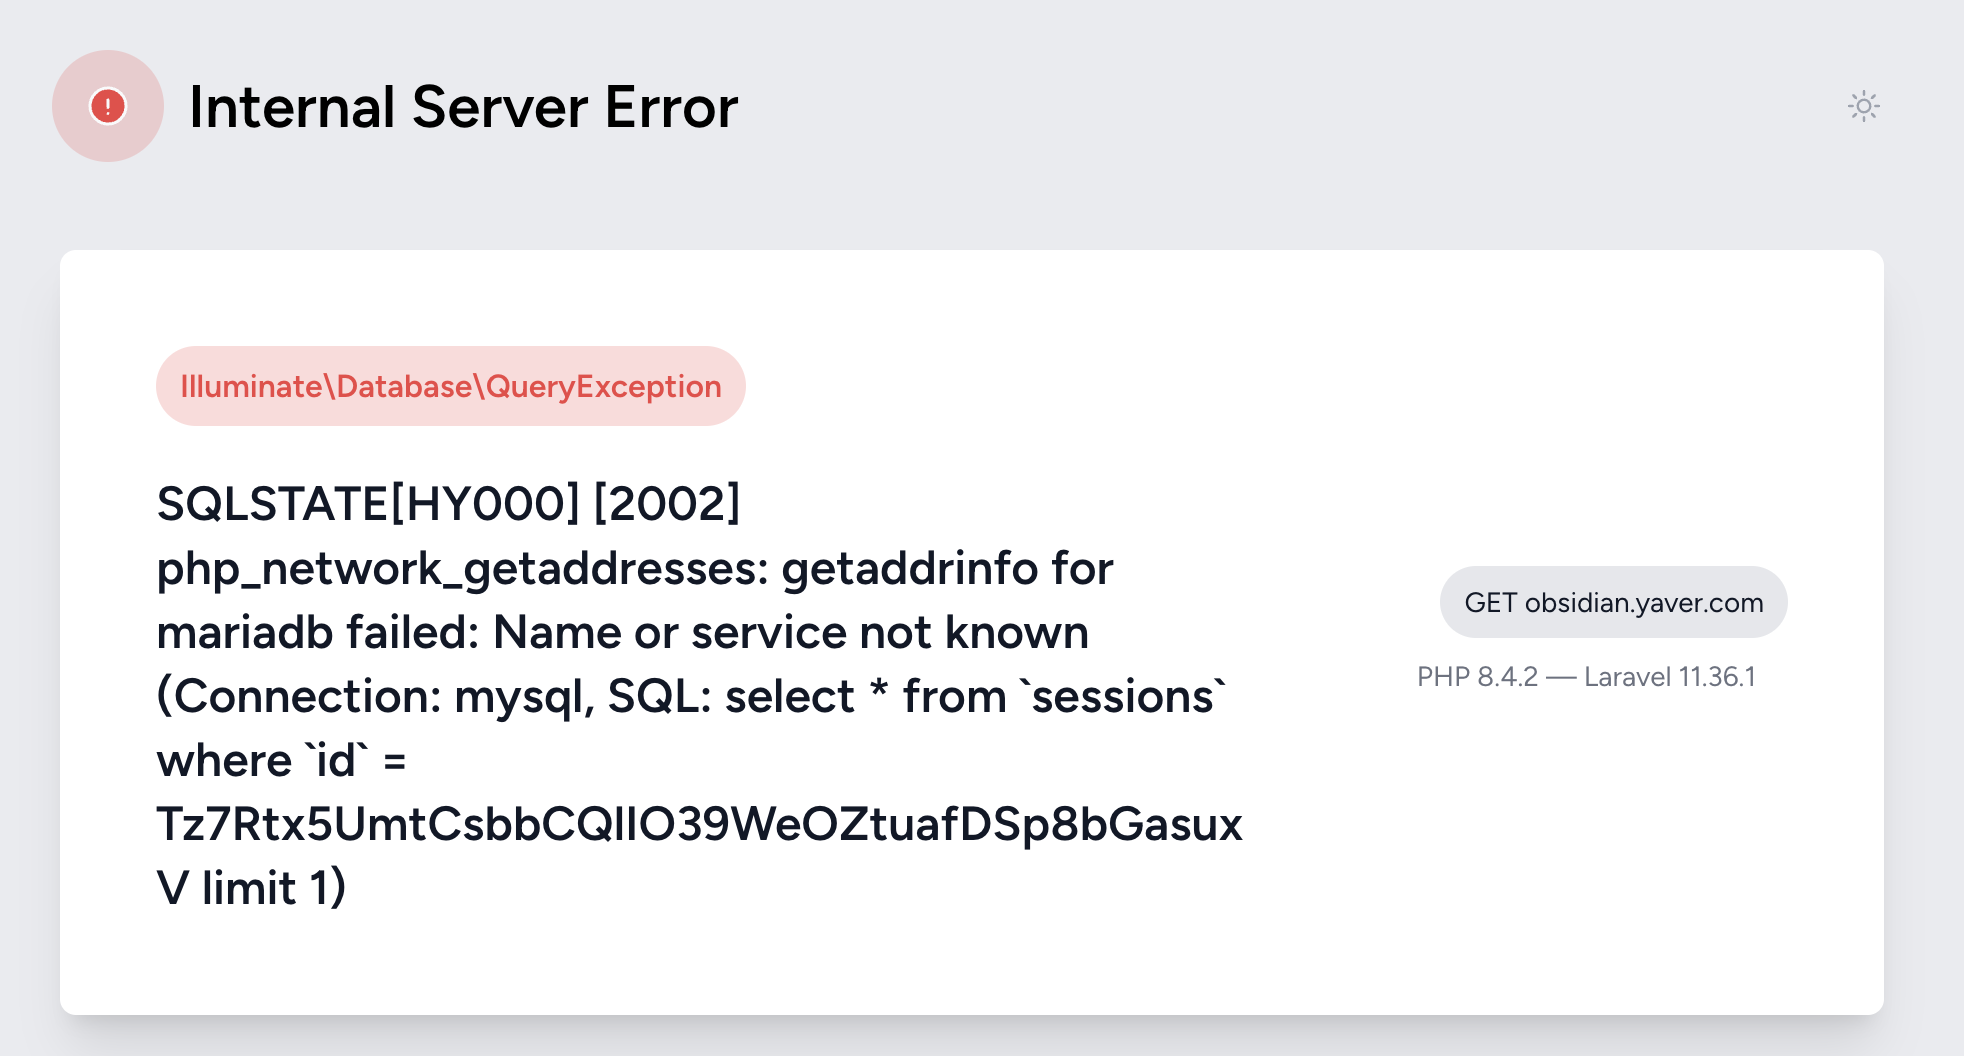 Internal Server Error
Illuminate\Database\QueryException
SQLSTATE[HY000] [2002]
php_network_getaddresses: getaddrinfo for
mariadb failed: Name or service not known
(Connection: mysql, SQL: select * from `sessions`
where `id` =
Tz7Rtx5UmtCsbbCQIlO39WeOZtuafDSp8bGasux
V limit 1)
GET obsidian.yaver.com
PHP 8.4.2 — Laravel 11.36.1